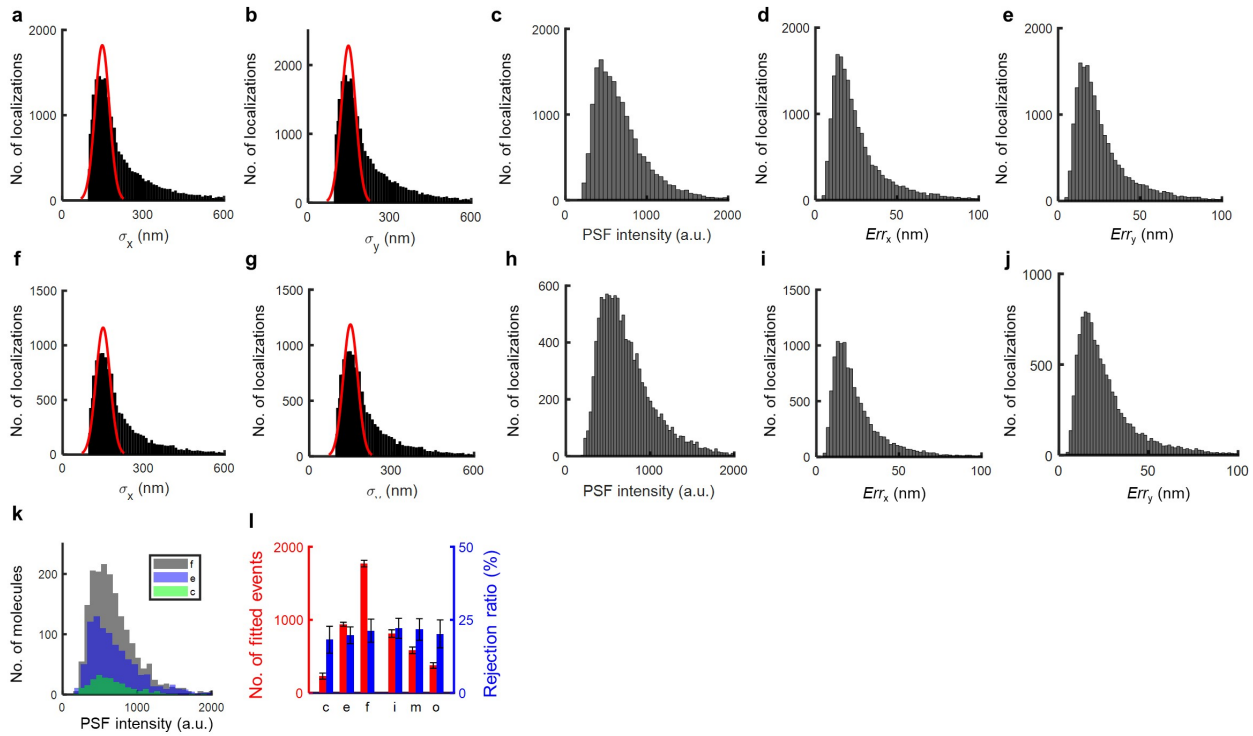 a
2000
1000
0
0
300
600
No. of localizations
σx (nm)
b
2000
1000
0
0
300
600
No. of localizations
σy (nm)
c
2000
1000
0
0
1000
2000
No. of localizations
PSF intensity (a.u.)
d
2000
1000
0
0
50
100
No. of localizations
Errx (nm)
e
2000
1000
0
0
50
100
No. of localizations
Erry (nm)
f
1500
1000
500
0
0
300
600
No. of localizations
σx (nm)
g
1500
1000
500
0
0
300
600
No. of localizations
(nm)
h
600
400
200
0
0
1000
2000
No. of localizations
PSF intensity (a.u.)
i
1500
1000
500
0
0
50
100
No. of localizations
Errx (nm)
j
1000
500
0
0
50
100
No. of localizations
Erry (nm)
k
200
100
0
0
1000
2000
No. of molecules
PSF intensity (a.u.)
f
e
c
l
2000
1000
0
No. of fitted events
50
25
0
Rejection ratio (%)
c e f i m o